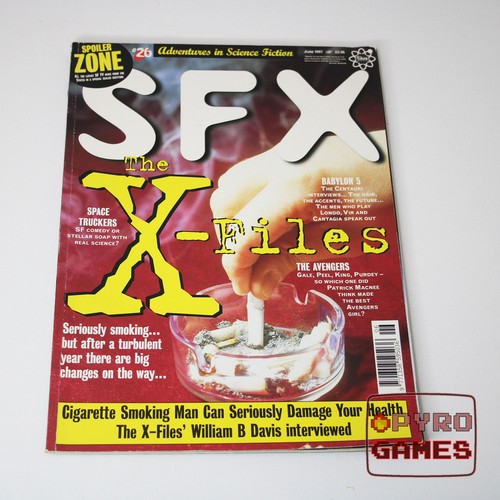 SPOILER
ZONE
#26
Adventures in Science Fiction
June 1997
SFX
The
X-Files
SPACE
TRUCKERS
SF COMEDY OR
STELLAR SOAP WITH
REAL SCIENCE?
BABYLON 5
THE CENTAURI
INTERVIEWS... THE HAIR,
THE ACCENTS, THE FUTURE...
THE MEN WHO PLAY
LONDO, VIR AND
CARTAGIA SPEAK OUT
THE AVENGERS
GALE, PEEL, KING, PURDEY –
SO WHICH ONE DID
PATRICK MACNEE
THINK MADE
THE BEST
AVENGERS
GIRL?
Seriously smoking...
but after a turbulent
year there are big
changes on the way...
Cigarette Smoking Man Can Seriously Damage Your Health
The X-Files' William B Davis interviewed
PYRO
GAMES